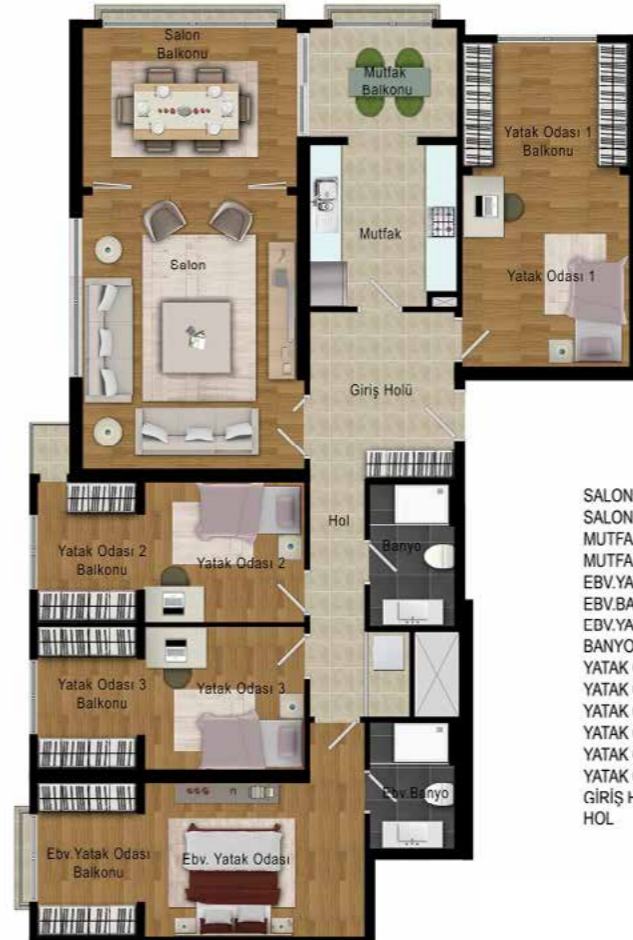 Salon
Balkonu
Mutfak
Balkonu
Yatak Odası 1
Balkonu
Mutfak
Salon
Yatak Odası 1
Giriş Holü
Hol
Banyo
Yatak Odası 2
Balkonu
Yatak Odası 2
Yatak Odası 3
Balkonu
Yatak Odası 3
Ebv.Banyo
Ebv.Yatak Odası
Balkonu
Ebv. Yatak Odası
SALON
SALON
MUTFA
MUTFA
EBV.YA
EBV.BA
EBV.YA
BANYO
YATAK
YATAK
YATAK
YATAK
YATAK
YATAK
GİRİŞ H
HOL